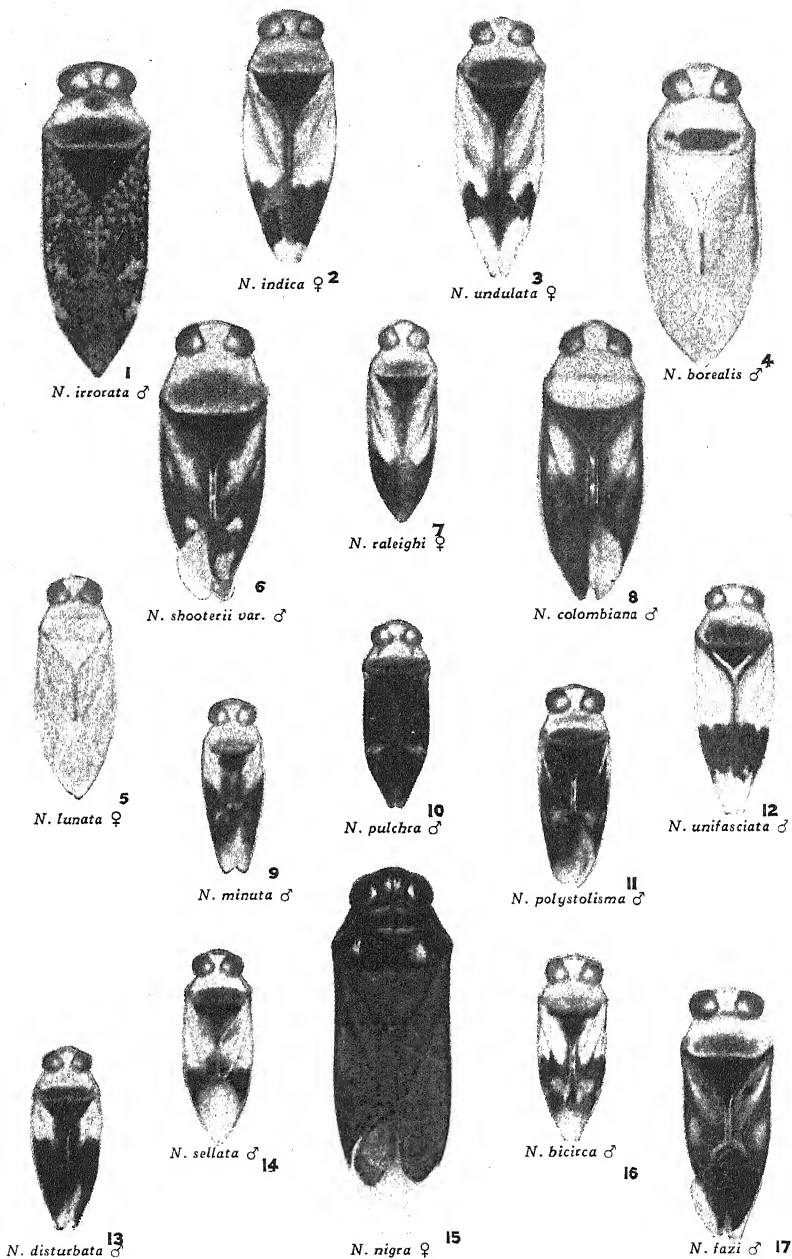 1
N. irrorata ♂
2
N. indica ♀
3
N. undulata ♀
4
N. borealis ♂
6
N. shooterii var. ♂
7
N. raleighi ♀
8
N. colombiana ♂
5
N. lunata ♀
9
N. minuta ♂
10
N. pulchra ♂
11
N. polystolisma ♂
12
N. unifasciata ♂
13
N. disturbata ♂
N. sellata ♂
14
15
N. nigra ♀
N. bicirca ♂
16
N. fazi ♂ 17